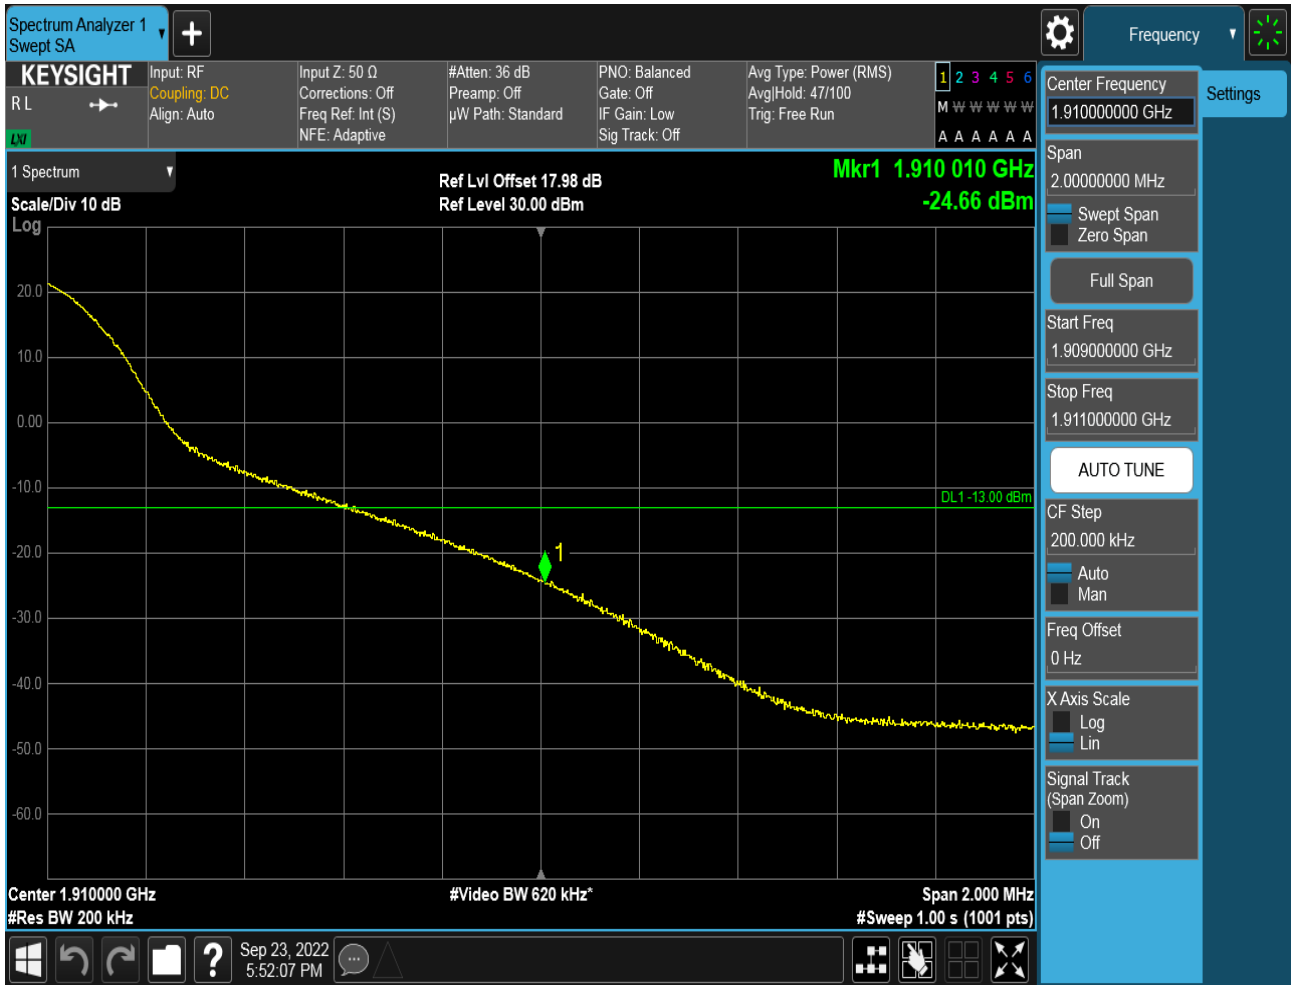 Spectrum Analyzer 1
Swept SA
Frequency
KEYSIGHT
R L
LXI
Input: RF
Coupling: DC
Align: Auto
Input Z: 50 Ω
Corrections: Off
Freq Ref: Int (S)
NFE: Adaptive
#Atten: 36 dB
Preamp: Off
µW Path: Standard
PNO: Balanced
Gate: Off
IF Gain: Low
Sig Track: Off
Avg Type: Power (RMS)
Avg|Hold: 47/100
Trig: Free Run
1 2 3 4 5 6
M W W W W W
A A A A A A
1 Spectrum
Scale/Div 10 dB
Log
Ref Lvl Offset 17.98 dB
Ref Level 30.00 dBm
Mkr1 1.910 010 GHz
-24.66 dBm
20.0
10.0
0.00
-10.0
-20.0
-30.0
-40.0
-50.0
-60.0
DL1 -13.00 dBm
1
Center 1.910000 GHz
#Res BW 200 kHz
#Video BW 620 kHz*
Span 2.000 MHz
#Sweep 1.00 s (1001 pts)
Sep 23, 2022
5:52:07 PM
Center Frequency
1.910000000 GHz
Settings
Span
2.00000000 MHz
Swept Span
Zero Span
Full Span
Start Freq
1.909000000 GHz
Stop Freq
1.911000000 GHz
AUTO TUNE
CF Step
200.000 kHz
Auto
Man
Freq Offset
0 Hz
X Axis Scale
Log
Lin
Signal Track
(Span Zoom)
On
Off